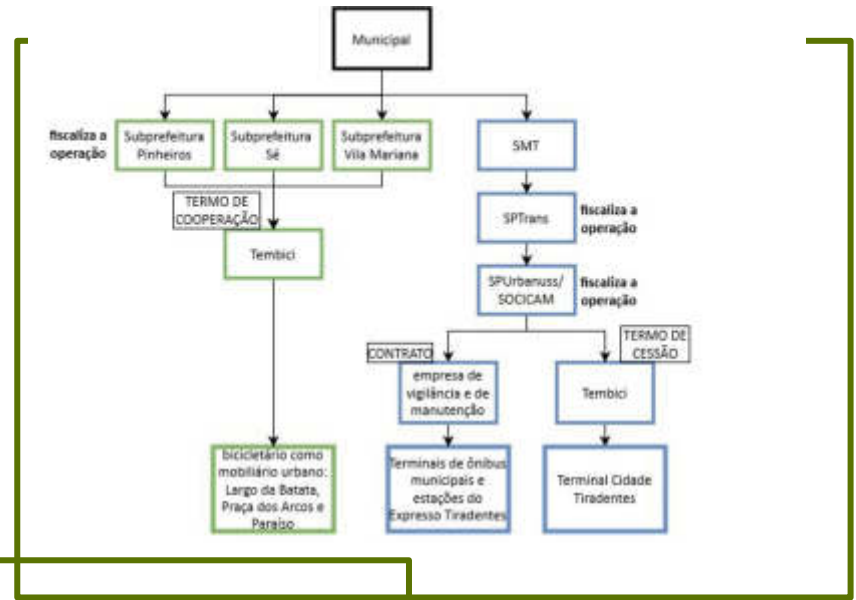 Municipal
fiscaliza a
operação
Subprefeitura
Pinheiros
Subprefeitura
Sé
Subprefeitura
Vila Mariana
SMT
TERMO DE
COOPERAÇÃO
SPTrans
fiscaliza a
operação
Tembici
SPUrbanuss/
SOCICAM
fiscaliza a
operação
CONTRATO
TERMO DE
CESSÃO
empresa de
vigilância e de
manutenção
Tembici
bicicletário como
mobiliário urbano:
Largo da Batata,
Praça dos Arcos e
Paraíso
Terminais de ônibus
municipais e
estações do
Expresso Tiradentes
Terminal Cidade
Tiradentes